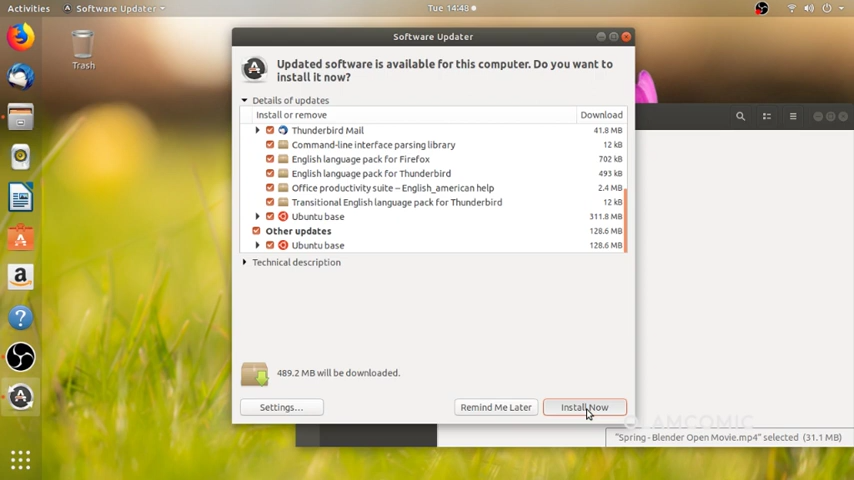 Activities
Software Updater
Tue 14:48
Trash
Software Updater
Updated software is available for this computer. Do you want to
install it now?
Details of updates
Install or remove Download
Thunderbird Mail 41.8 MB
Command-line interface parsing library 12 kB
English language pack for Firefox 702 kB
English language pack for Thunderbird 493 kB
Office productivity suite – English_american help 2.4 MB
Transitional English language pack for Thunderbird 12 kB
Ubuntu base 311.8 MB
Other updates 128.6 MB
Ubuntu base 128.6 MB
Technical description
489.2 MB will be downloaded.
Settings...
Remind Me Later
Install Now
AMCOMIC
"Spring - Blender Open Movie.mp4" selected (31.1 MB)